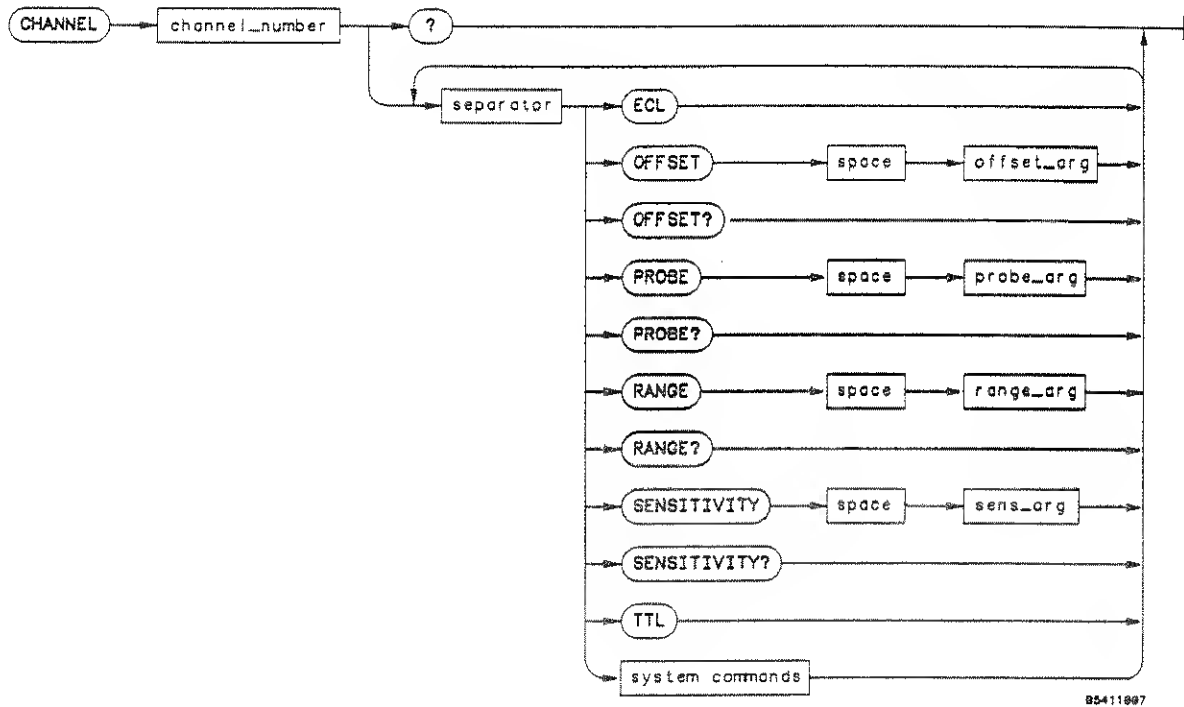 CHANNEL channel_number ?
separator ECL
OFFSET space offset_arg
OFFSET?
PROBE space probe_arg
PROBE?
RANGE space range_arg
RANGE?
SENSITIVITY space sens_arg
SENSITIVITY?
TTL
system commands